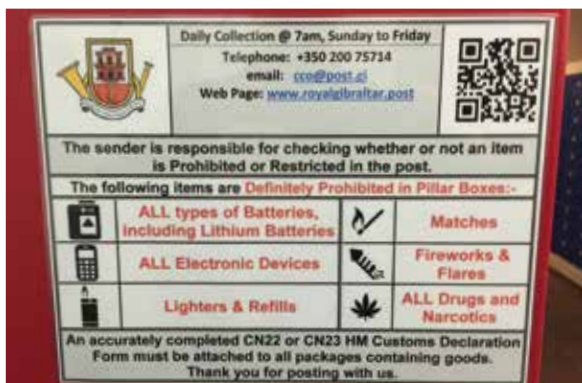 Daily Collection @ 7am, Sunday to Friday
Telephone: +350 200 75714
email: cco@post.gi
Web Page: www.royalgibraltar.post
The sender is responsible for checking whether or not an item
is Prohibited or Restricted in the post.
The following items are Definitely Prohibited in Pillar Boxes:-
ALL types of Batteries,
including Lithium Batteries
Matches
ALL Electronic Devices
Fireworks &
Flares
Lighters & Refills
ALL Drugs and
Narcotics
An accurately completed CN22 or CN23 HM Customs Declaration
Form must be attached to all packages containing goods.
Thank you for posting with us.